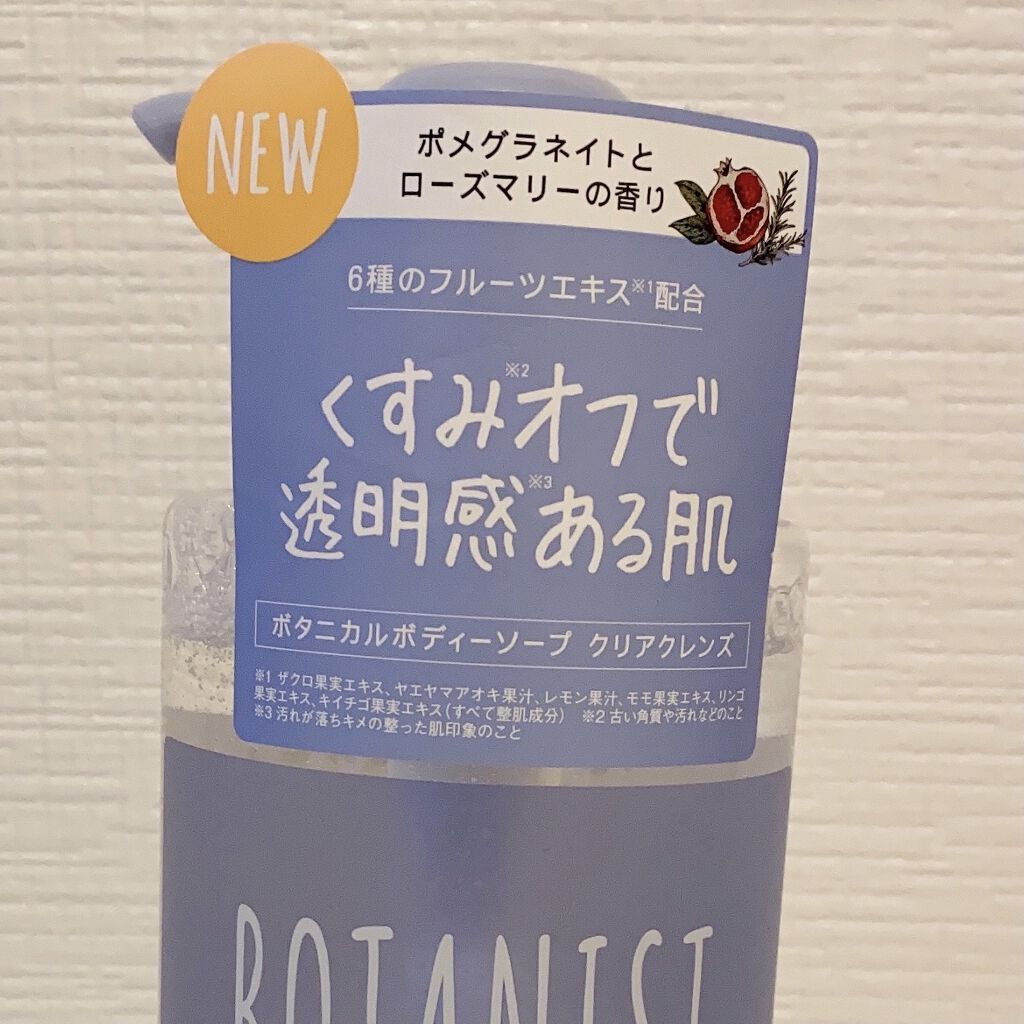 NEW
ポメグラネイトと
ローズマリーの香り
6種のフルーツエキス※1配合
くすみ※2オフで
透明感※3ある肌
ボタニカルボディーソープ クリアクレンズ
※1 ザクロ果実エキス、ヤエヤマアオキ果汁、レモン果汁、モモ果実エキス、リンゴ
果実エキス、キイチゴ果実エキス(すべて整肌成分) ※2 古い角質や汚れなどのこと
※3 汚れが落ちキメの整った肌印象のこと
BOTANIST